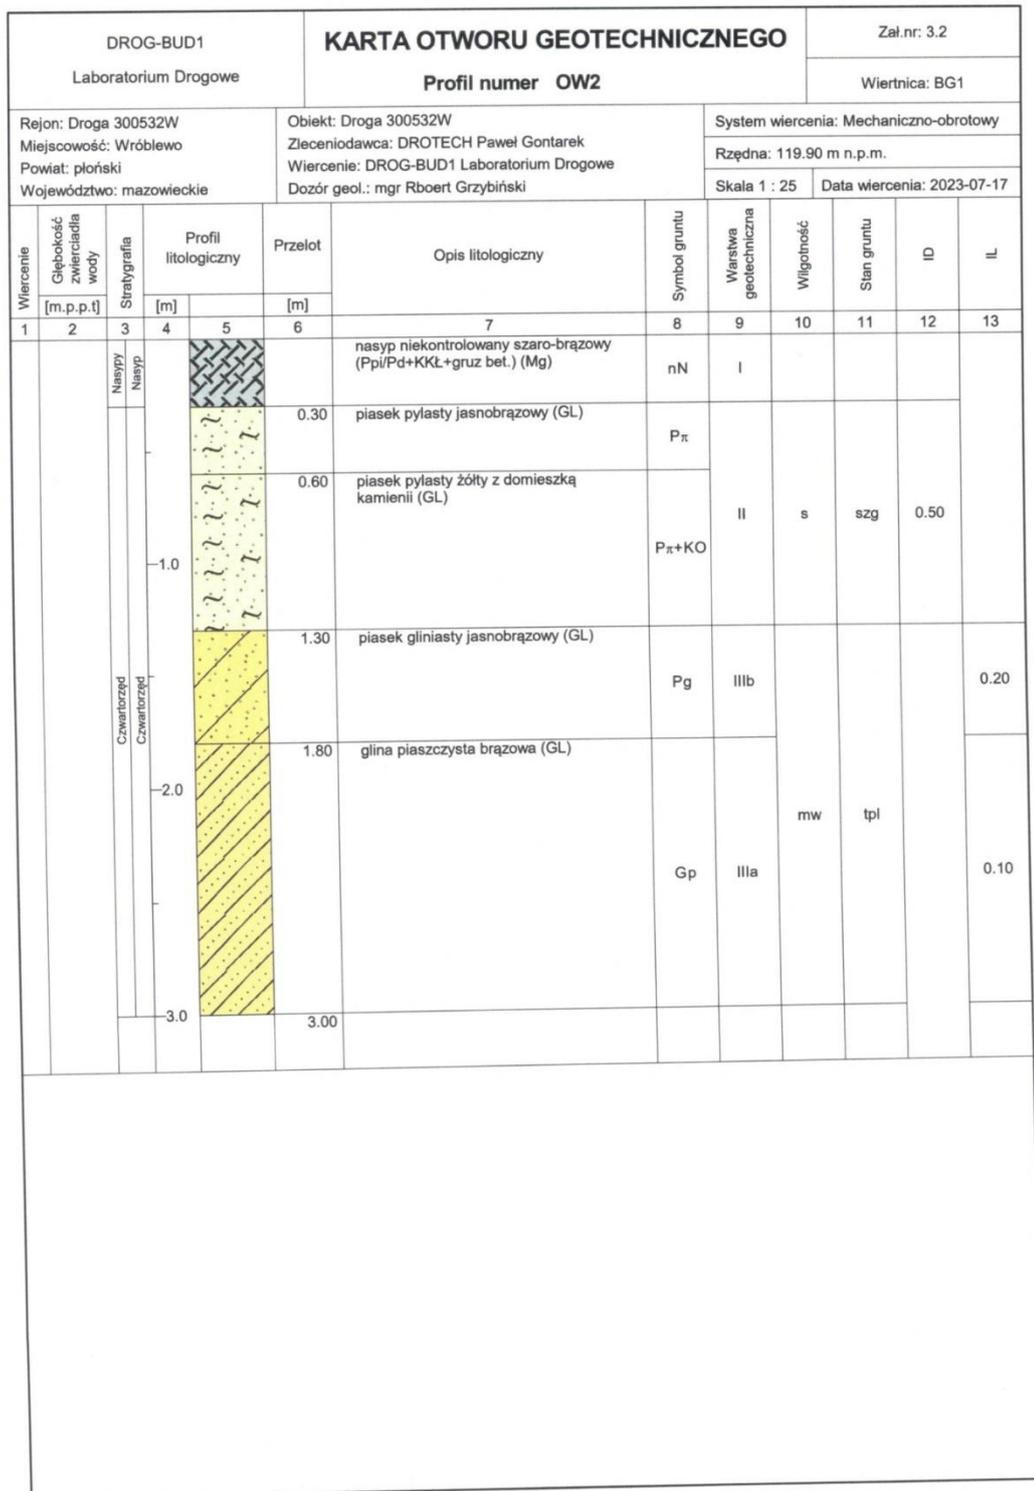 DROG-BUD1
Laboratorium Drogowe
KARTA OTWORU GEOTECHNICZNEGO
Profil numer OW2
Zał.nr: 3.2
Wiertnica: BG1
Rejon: Droga 300532W
Miejscowość: Wróblewo
Powiat: płoński
Województwo: mazowieckie
Obiekt: Droga 300532W
Zleceniodawca: DROTECH Paweł Gontarek
Wiercenie: DROG-BUD1 Laboratorium Drogowe
Dozór geol.: mgr Rboert Grzybiński
System wiercenia: Mechaniczno-obrotowy
Rzędna: 119.90 m n.p.m.
Skala 1 : 25 Data wiercenia: 2023-07-17
Wiercenie
Głębokość
zwierciadła
wody
[m.p.p.t]
Stratygrafia
Profil
litologiczny
[m]
Przelot
[m]
Opis litologiczny
Symbol gruntu
Warstwa
geotechniczna
Wilgotność
Stan gruntu
ID
IL
1 2 3 4 5 6 7 8 9 10 11 12 13
Nasypy
Nasyp
nasyp niekontrolowany szaro-brązowy
(Ppi/Pd+KKŁ+gruz bet.) (Mg)
nN I
0.30 piasek pylasty jasnobrązowy (GL)
Pπ
0.60 piasek pylasty żółty z domieszką
kamienii (GL)
II s szg 0.50
Pπ+KO
1.0
1.30 piasek gliniasty jasnobrązowy (GL)
Pg IIIb 0.20
Czwartorzęd
Czwartorzęd
1.80 glina piaszczysta brązowa (GL)
2.0
mw tpl
Gp IIIa 0.10
3.0
3.00